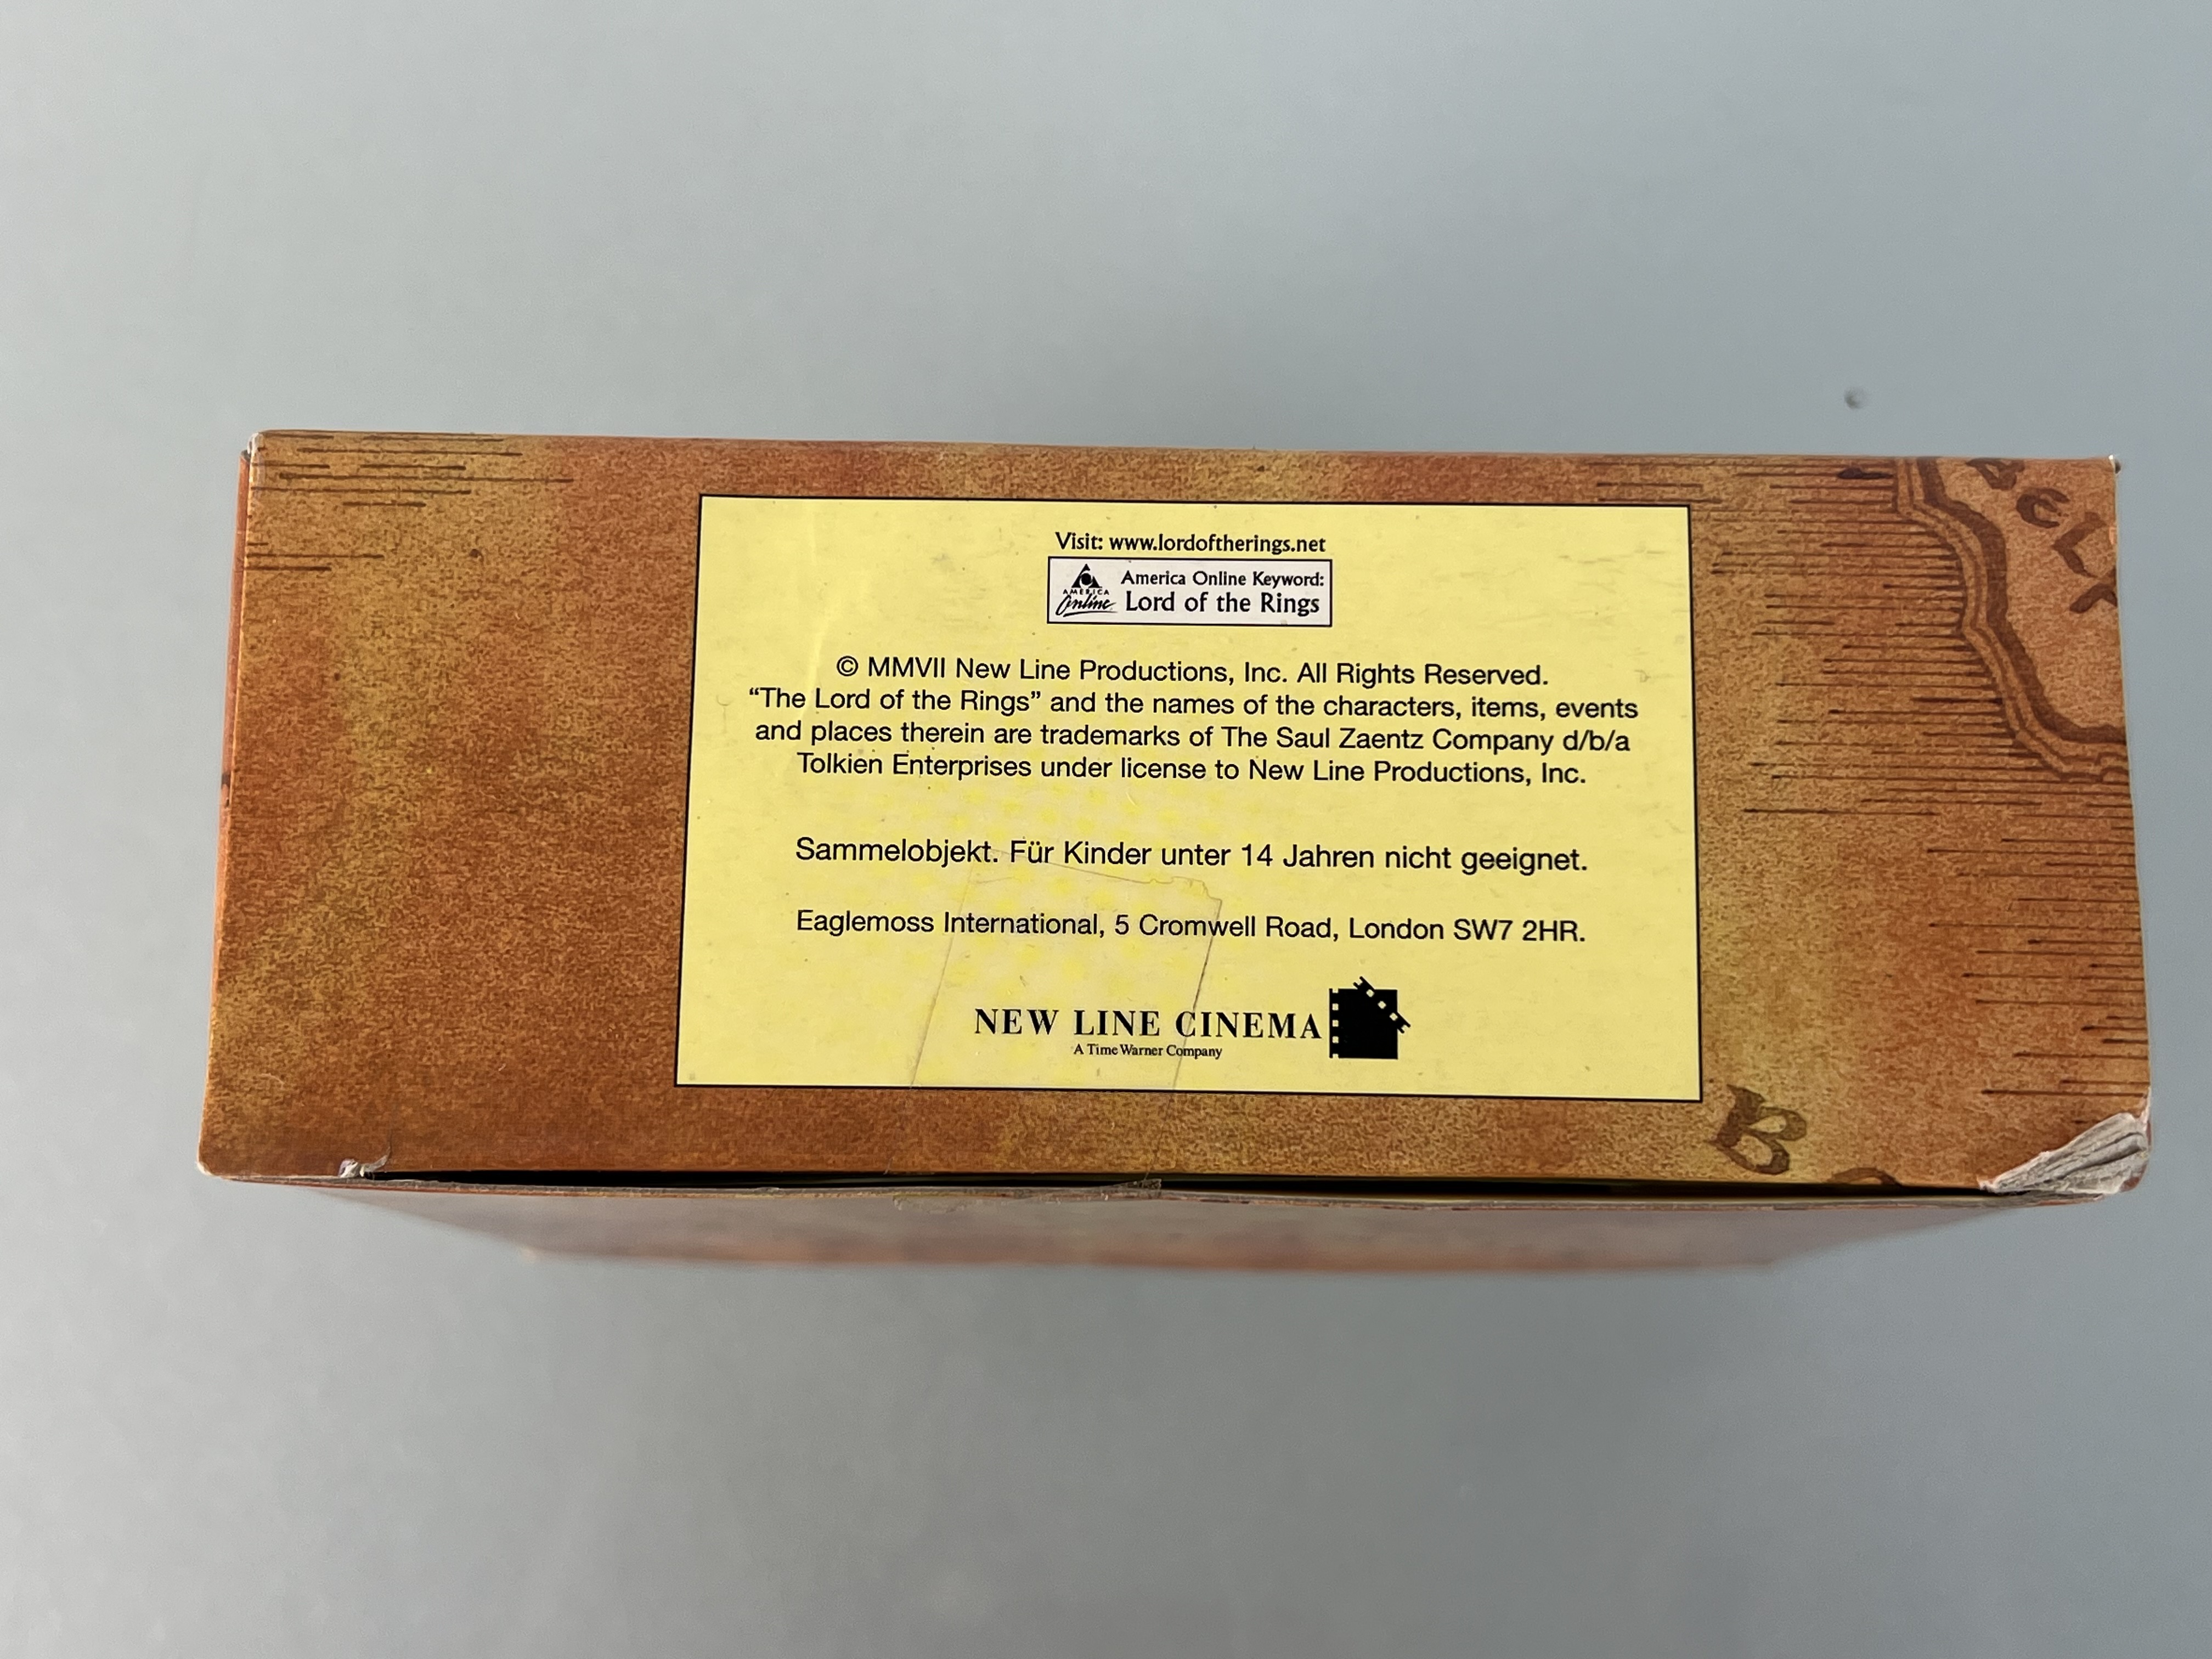 Visit: www.lordoftherings.net
AMERICA
Online
America Online Keyword:
Lord of the Rings
© MMVII New Line Productions, Inc. All Rights Reserved.
“The Lord of the Rings” and the names of the characters, items, events
and places therein are trademarks of The Saul Zaentz Company d/b/a
Tolkien Enterprises under license to New Line Productions, Inc.
Sammelobjekt. Für Kinder unter 14 Jahren nicht geeignet.
Eaglemoss International, 5 Cromwell Road, London SW7 2HR.
NEW LINE CINEMA
A Time Warner Company
B